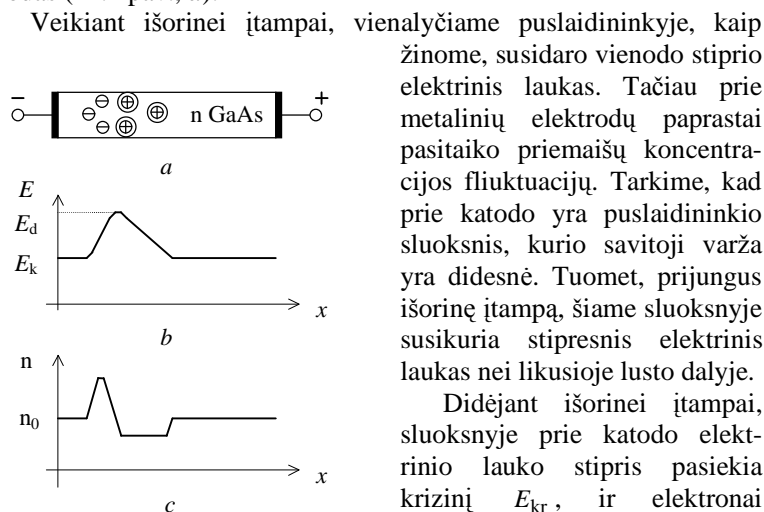 Veikiant išorinei įtampai, vienalyčiame puslaidininkyje, kaip
žinome, susidaro vienodo stiprio
elektrinis laukas. Tačiau prie
metalinių elektrodų paprastai
pasitaiko priemaišų koncentra-
cijos fliuktuacijų. Tarkime, kad
prie katodo yra puslaidininkio
sluoksnis, kurio savitoji varža
yra didesnė. Tuomet, prijungus
išorinę įtampą, šiame sluoksnyje
susikuria stipresnis elektrinis
laukas nei likusioje lusto dalyje.
Didėjant išorinei įtampai,
sluoksnyje prie katodo elekt-
rinio lauko stipris pasiekia
krizinį E_kr , ir elektronai
− n GaAs +
a
E
E_d
E_k
x
b
n
n_0
x
c